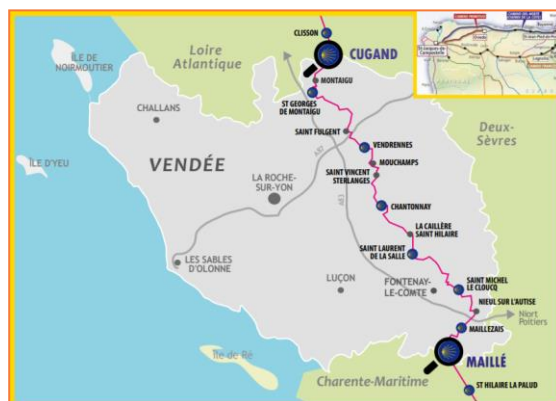 CLISSON
CUGAND
Loire
Atlantique
ÎLE DE
NOIRMOUTIER
MONTAIGU
ST GEORGES
DE MONTAIGU
CHALLANS
SAINT FULGENT
VENDRENNES
Deux-
Sèvres
MOUCHAMPS
ÎLE D'YEU
VENDÉE
SAINT VINCENT
STERLANGES
A87
LA ROCHE-
SUR-YON
A83
CHANTONNAY
LA CAILLÈRE
SAINT HILAIRE
SAINT LAURENT
DE LA SALLE
LES SABLES
D'OLONNE
LUÇON
FONTENAY-
LE-COMTE
SAINT MICHEL
LE CLOUCQ
NIEUL SUR L'AUTISE
Niort
Poitiers
MAILLEZAIS
Île de Ré
MAILLÉ
Charente-Maritime
ST HILAIRE LA PALUD